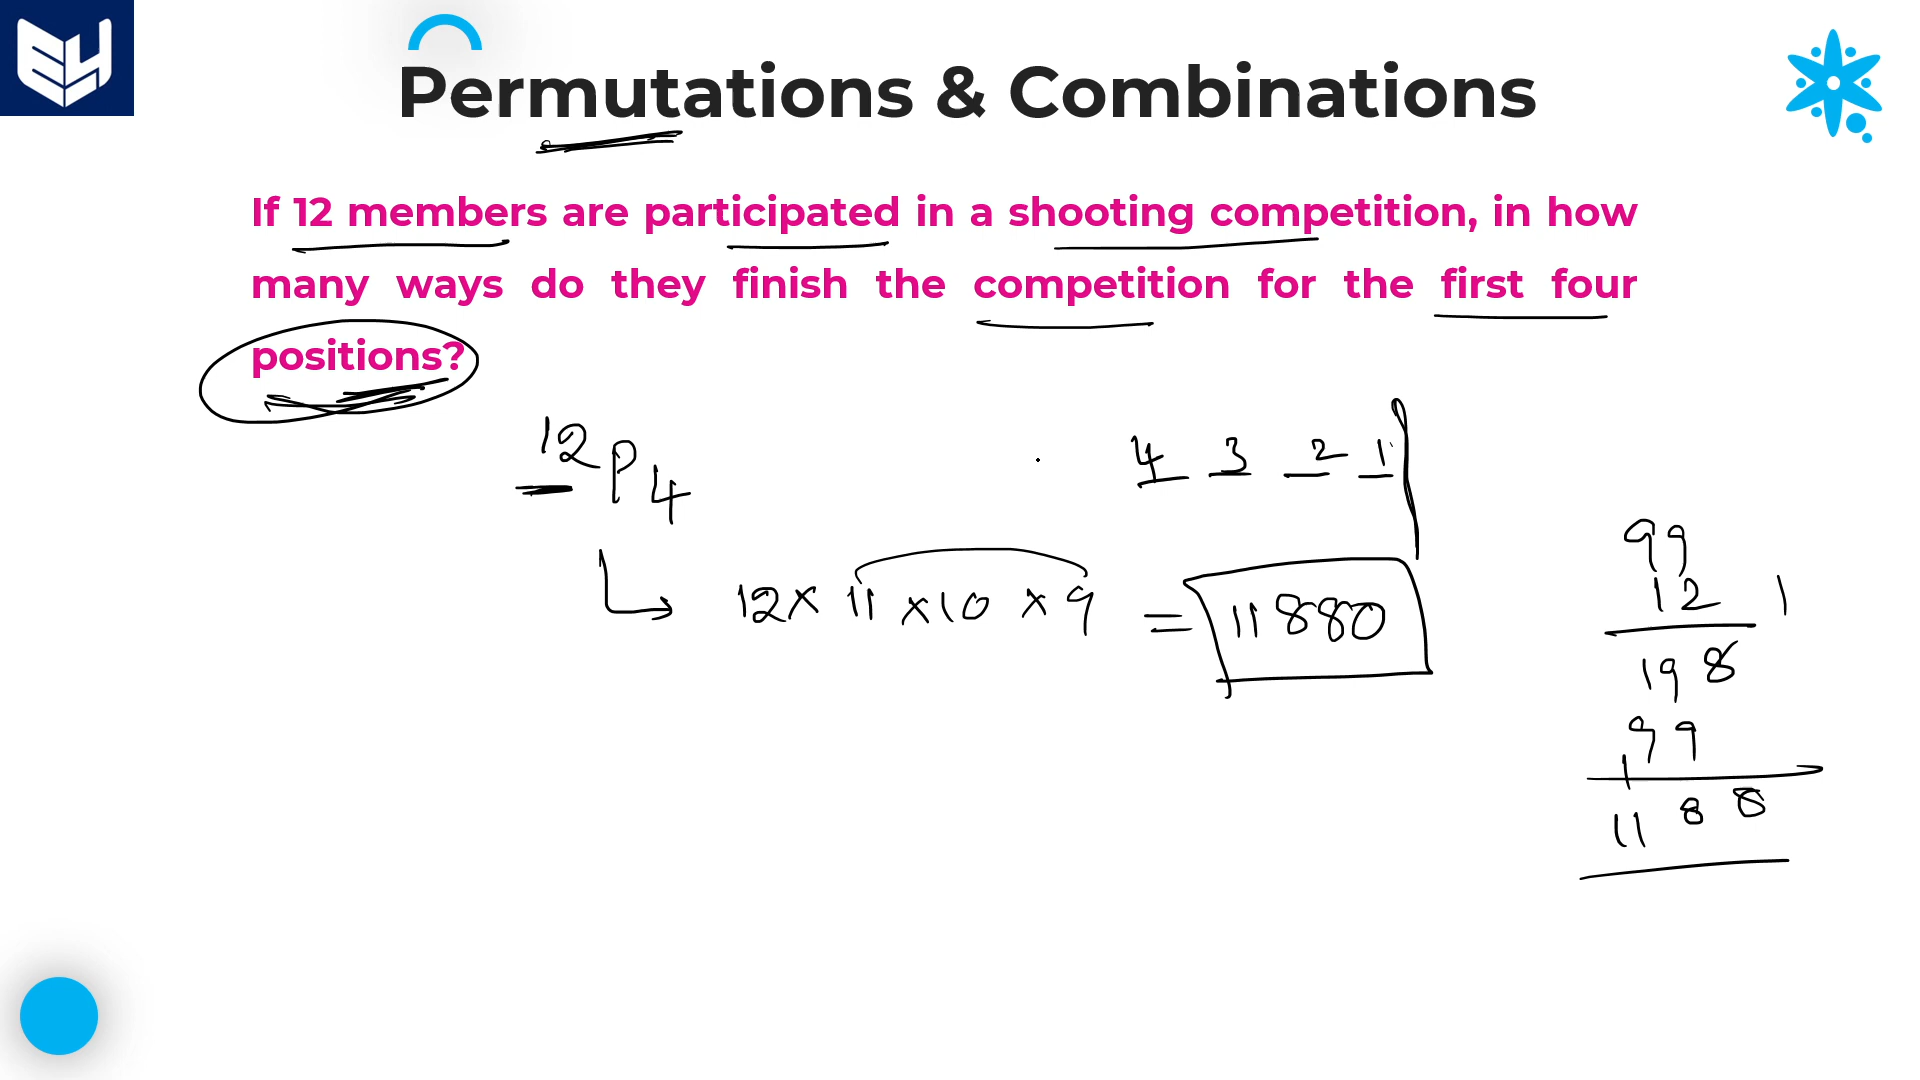 Permutations & Combinations
If 12 members are participated in a shooting competition, in how
many ways do they finish the competition for the first four
positions?
12P4
4 3 2 1
12 × 11 × 10 × 9 = 11880
99
12 1
198
99
1
1188